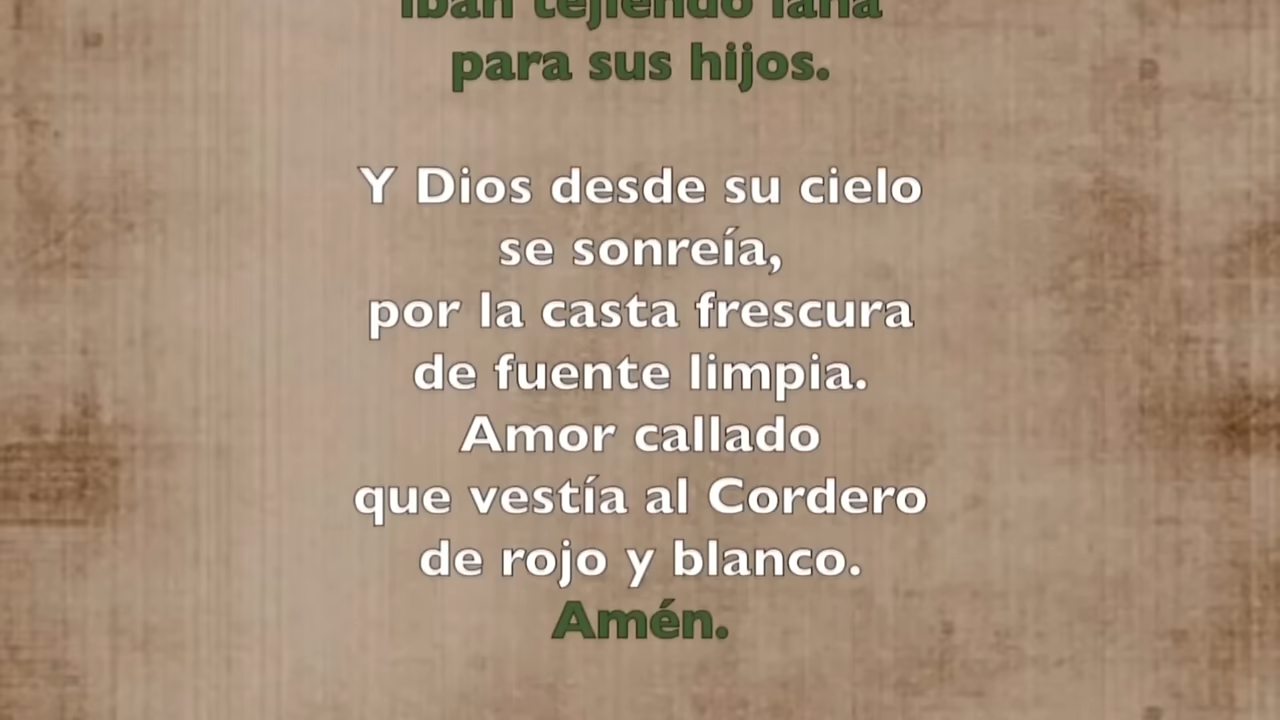 iban tejiendo lana
para sus hijos.
Y Dios desde su cielo
se sonreía,
por la casta frescura
de fuente limpia.
Amor callado
que vestía al Cordero
de rojo y blanco.
Amén.